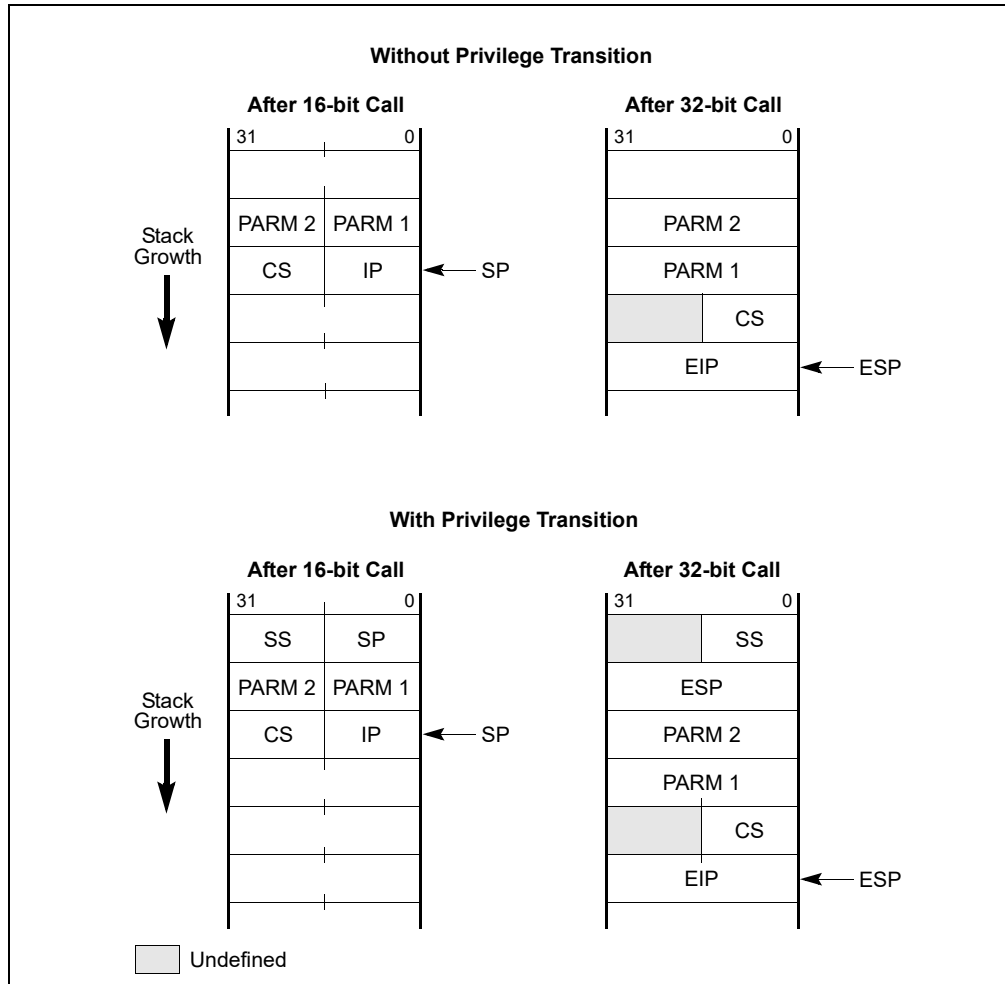 Without Privilege Transition
After 16-bit Call
After 32-bit Call
31 0
31 0
PARM 2 PARM 1
PARM 2
Stack
Growth
CS IP
SP
PARM 1
CS
EIP
ESP
With Privilege Transition
After 16-bit Call
After 32-bit Call
31 0
31 0
SS SP
SS
PARM 2 PARM 1
ESP
Stack
Growth
CS IP
SP
PARM 2
PARM 1
CS
EIP
ESP
Undefined